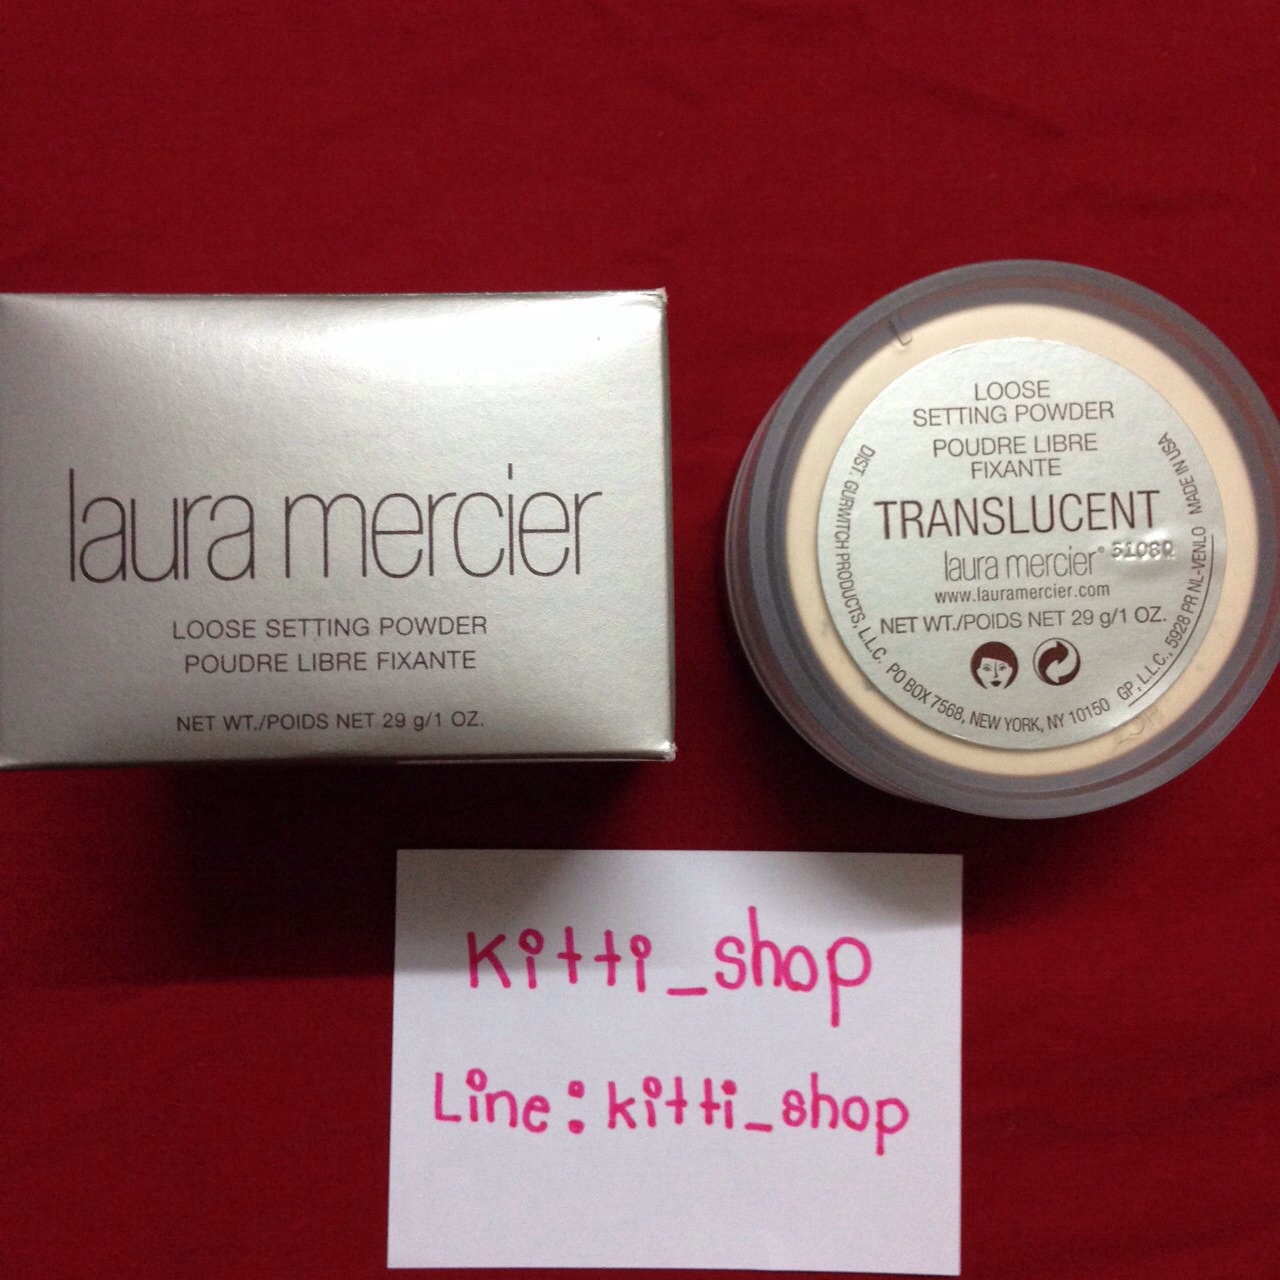 laura mercier
LOOSE SETTING POWDER
POUDRE LIBRE FIXANTE
NET WT./POIDS NET 29 g/1 OZ.
LOOSE
SETTING POWDER
POUDRE LIBRE
FIXANTE
TRANSLUCENT
laura mercier®
www.lauramercier.com
NET WT./POIDS NET 29 g/1 OZ.
DIST. GURWITCH PRODUCTS, L.L.C. PO BOX 7568, NEW YORK, NY 10150 GP, L.L.C., 5928 PR NL-VENLO MADE IN USA
Kitti_shop
Line: kitti_shop